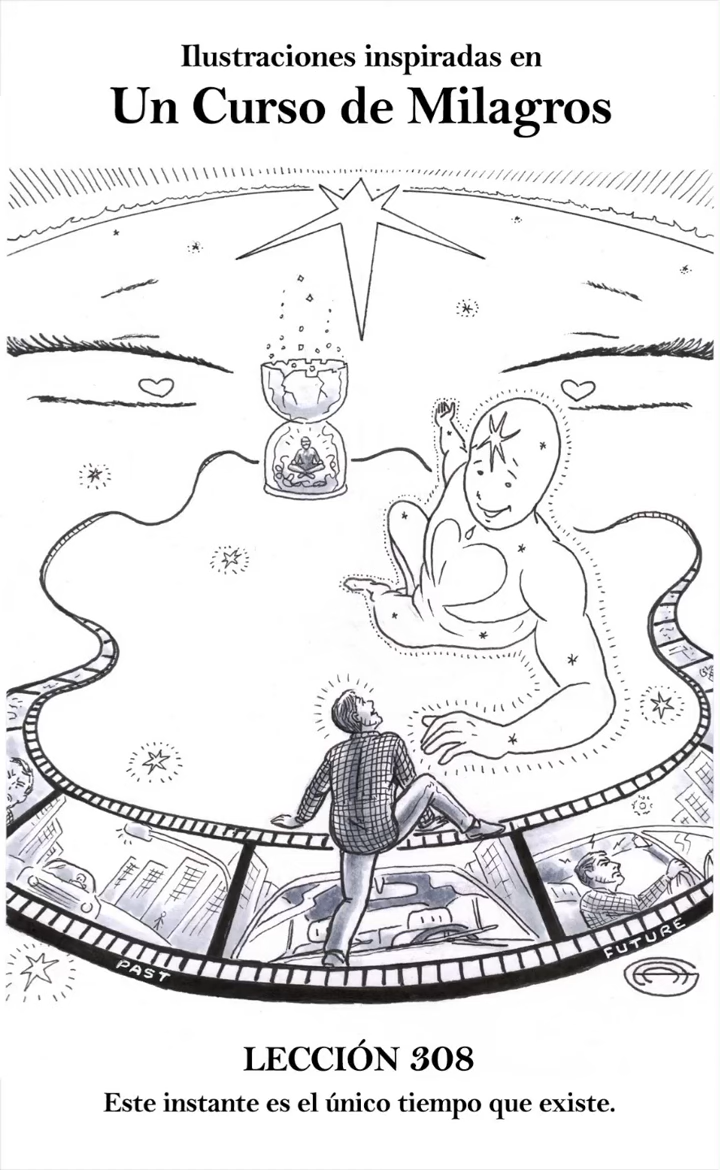 Ilustraciones inspiradas en
Un Curso de Milagros
PAST
FUTURE
LECCIÓN 308
Este instante es el único tiempo que existe.